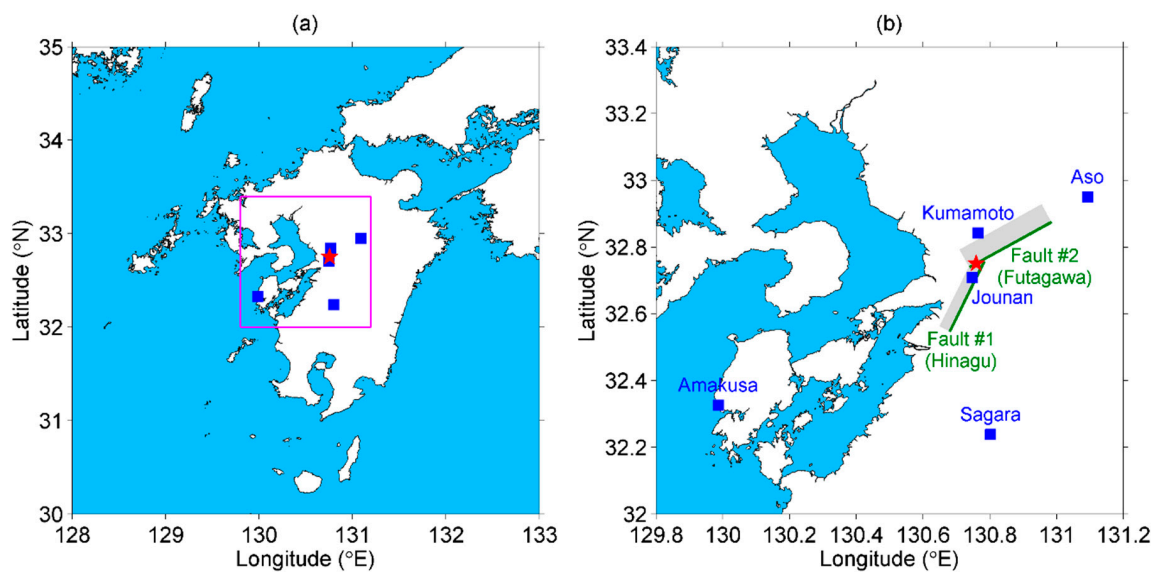 (a)
35
34
33
32
31
30
Latitude (°N)
128
129
130
131
132
133
Longitude (°E)
(b)
33.4
33.2
33
32.8
32.6
32.4
32.2
32
Latitude (°N)
Aso
Kumamoto
Fault #2
(Futagawa)
Jounan
Fault #1
(Hinagu)
Amakusa
Sagara
129.8
130
130.2
130.4
130.6
130.8
131
131.2
Longitude (°E)